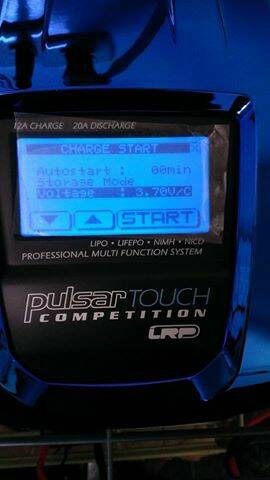 12A CHARGE 20A DISCHARGE
CHARGE START X
Autostart : 00min
Storage Mode
Voltage : 3.70V/C
START
LIPO • LIFEPO • NIMH • NICD
PROFESSIONAL MULTI FUNCTION SYSTEM
pulsar TOUCH
COMPETITION
LRP